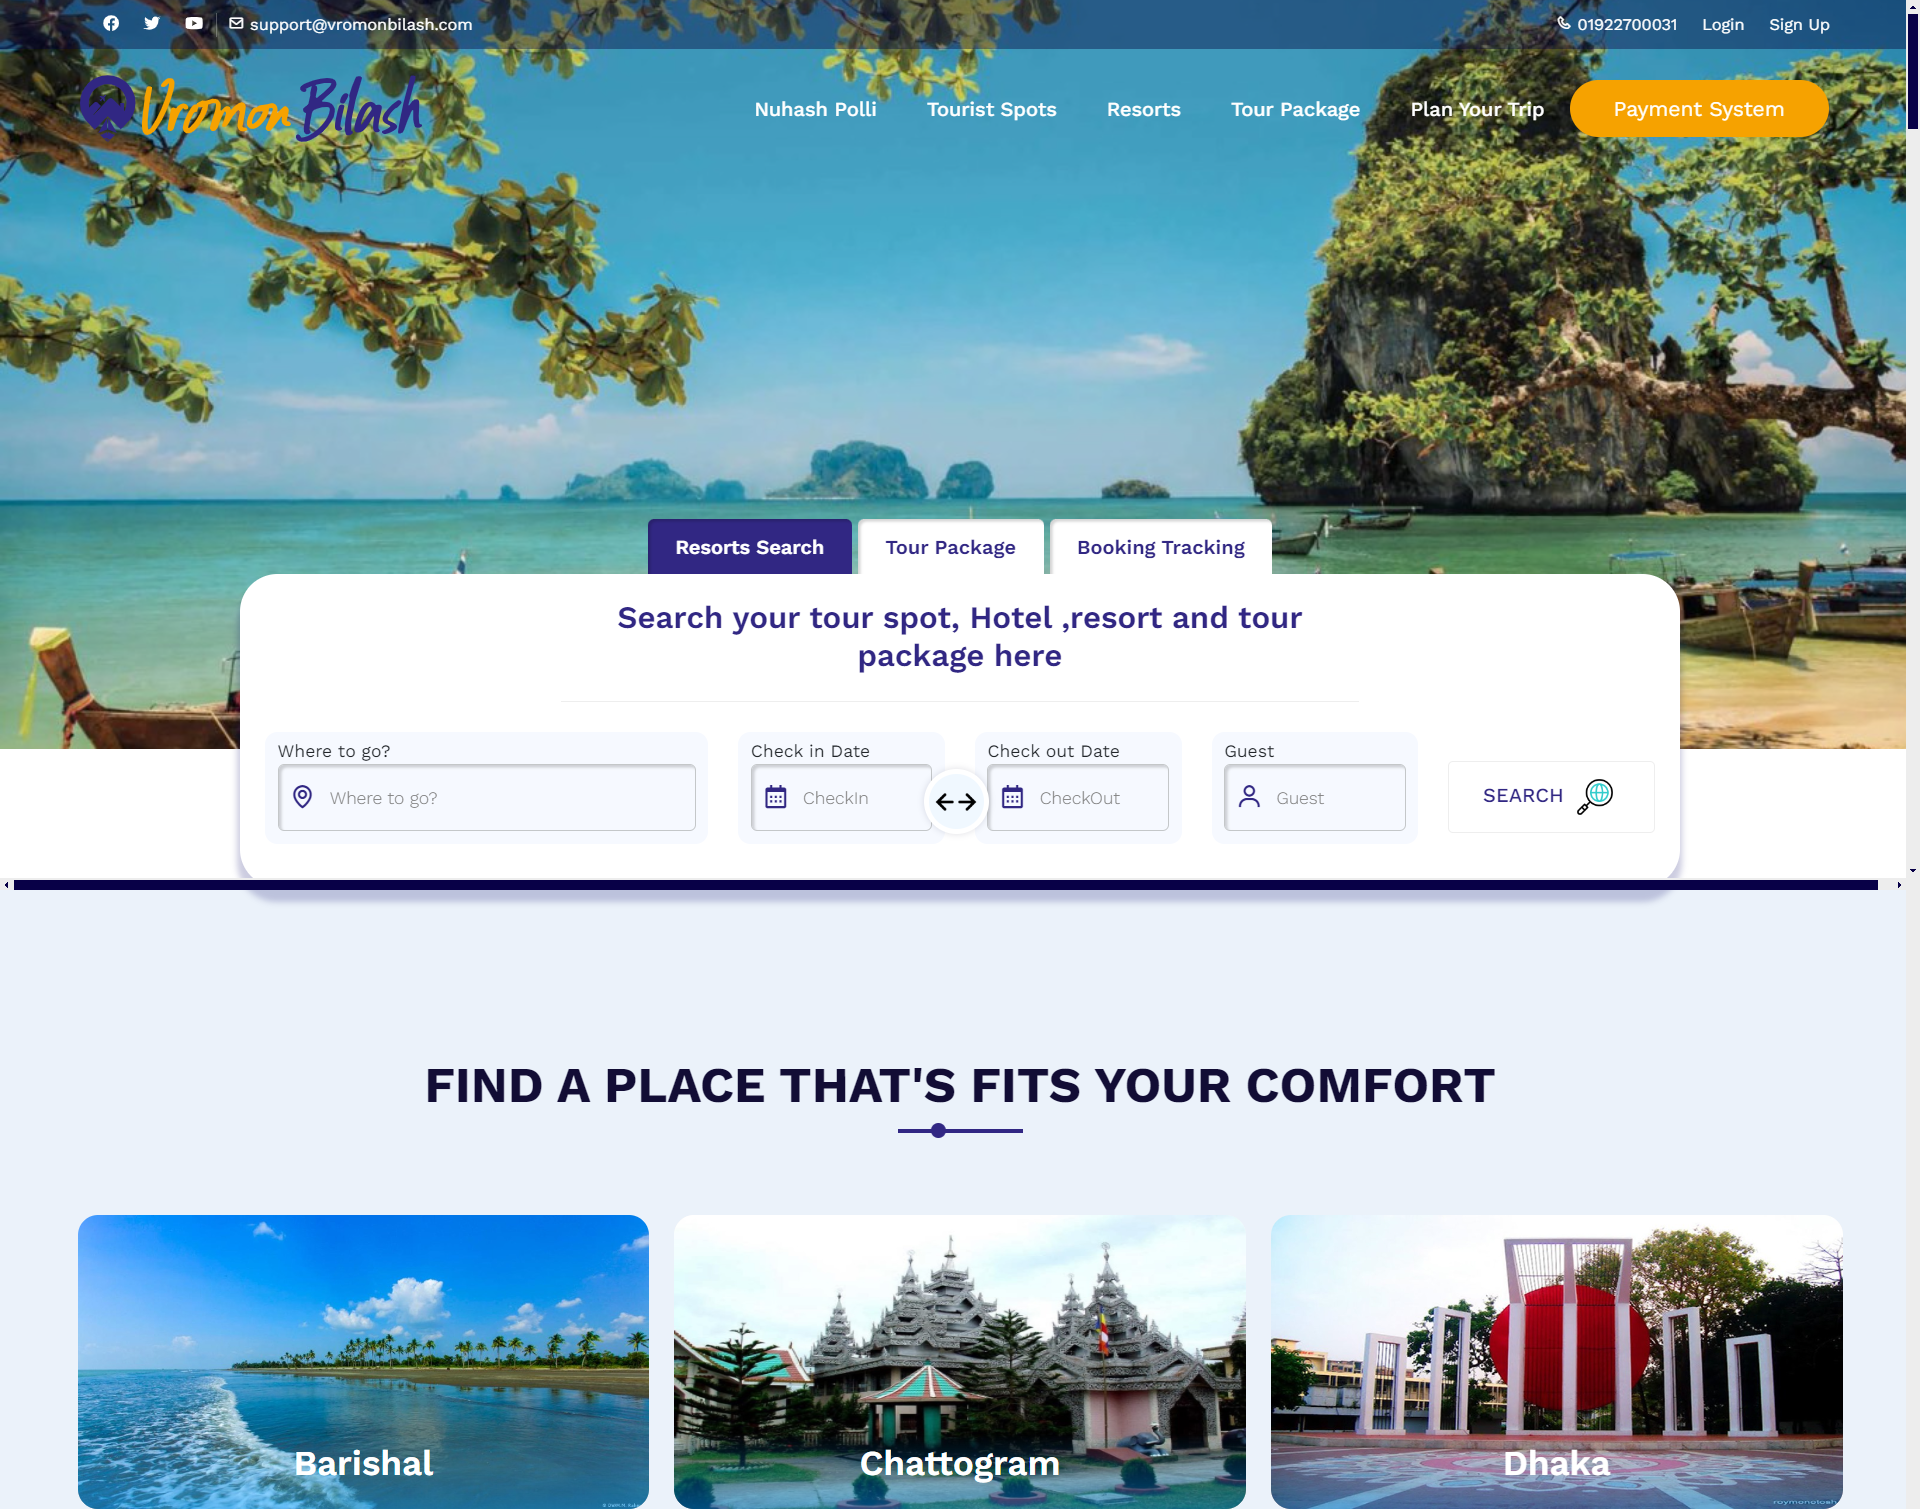 support@vromonbilash.com
01922700031
Login
Sign Up
Vromon Bilash
Nuhash Polli
Tourist Spots
Resorts
Tour Package
Plan Your Trip
Payment System
Resorts Search
Tour Package
Booking Tracking
Search your tour spot, Hotel ,resort and tour
package here
Where to go?
Where to go?
Check in Date
CheckIn
Check out Date
CheckOut
Guest
Guest
SEARCH
FIND A PLACE THAT'S FITS YOUR COMFORT
Barishal
Chattogram
Dhaka